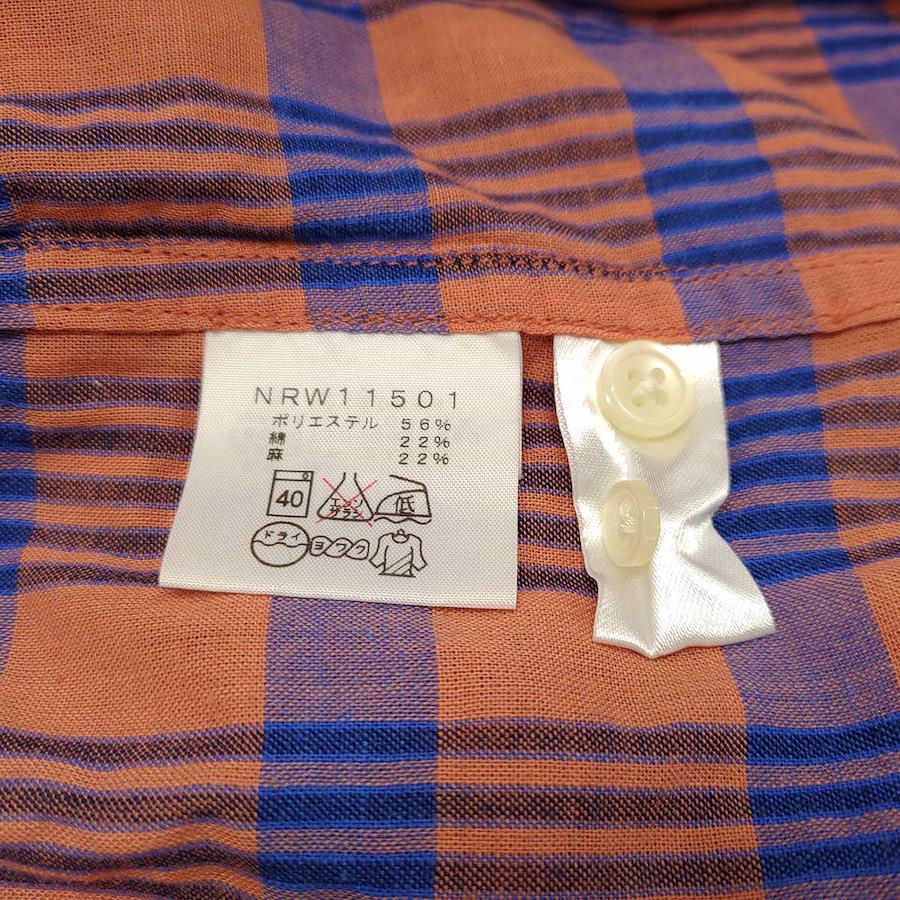 NRW11501
ポリエステル 56%
綿 22%
麻 22%
40 エンソ サラシ 低
ドライ ヨワク